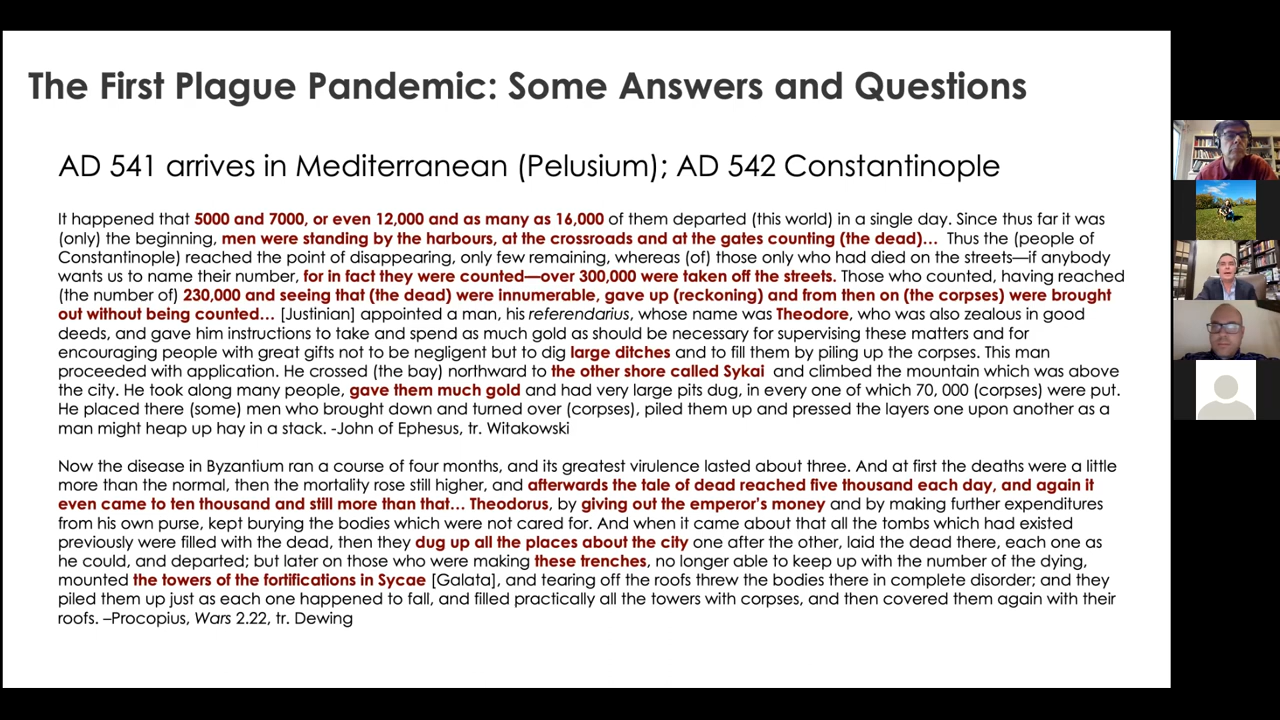 The First Plague Pandemic: Some Answers and Questions
AD 541 arrives in Mediterranean (Pelusium); AD 542 Constantinople
It happened that 5000 and 7000, or even 12,000 and as many as 16,000 of them departed (this world) in a single day. Since thus far it was
(only) the beginning, men were standing by the harbours, at the crossroads and at the gates counting (the dead)… Thus the (people of
Constantinople) reached the point of disappearing, only few remaining, whereas (of) those only who had died on the streets—if anybody
wants us to name their number, for in fact they were counted—over 300,000 were taken off the streets. Those who counted, having reached
(the number of) 230,000 and seeing that (the dead) were innumerable, gave up (reckoning) and from then on (the corpses) were brought
out without being counted… [Justinian] appointed a man, his referendarius, whose name was Theodore, who was also zealous in good
deeds, and gave him instructions to take and spend as much gold as should be necessary for supervising these matters and for
encouraging people with great gifts not to be negligent but to dig large ditches and to fill them by piling up the corpses. This man
proceeded with application. He crossed (the bay) northward to the other shore called Sykai and climbed the mountain which was above
the city. He took along many people, gave them much gold and had very large pits dug, in every one of which 70, 000 (corpses) were put.
He placed there (some) men who brought down and turned over (corpses), piled them up and pressed the layers one upon another as a
man might heap up hay in a stack. -John of Ephesus, tr. Witakowski
Now the disease in Byzantium ran a course of four months, and its greatest virulence lasted about three. And at first the deaths were a little
more than the normal, then the mortality rose still higher, and afterwards the tale of dead reached five thousand each day, and again it
even came to ten thousand and still more than that… Theodorus, by giving out the emperor's money and by making further expenditures
from his own purse, kept burying the bodies which were not cared for. And when it came about that all the tombs which had existed
previously were filled with the dead, then they dug up all the places about the city one after the other, laid the dead there, each one as
he could, and departed; but later on those who were making these trenches, no longer able to keep up with the number of the dying,
mounted the towers of the fortifications in Sycae [Galata], and tearing off the roofs threw the bodies there in complete disorder; and they
piled them up just as each one happened to fall, and filled practically all the towers with corpses, and then covered them again with their
roofs. –Procopius, Wars 2.22, tr. Dewing